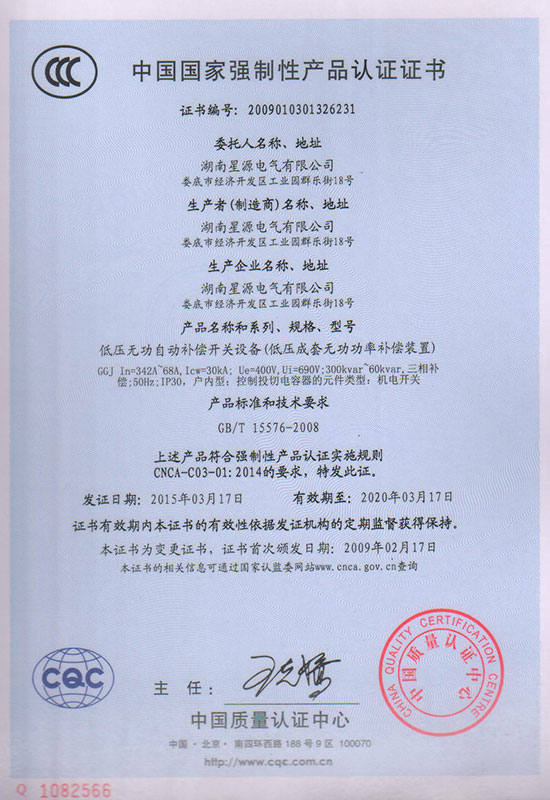 中国国家强制性产品认证证书
证书编号: 2009010301326231
委托人名称、地址
湖南星源电气有限公司
娄底市经济开发区工业园群乐街18号
生产者(制造商)名称、地址
湖南星源电气有限公司
娄底市经济开发区工业园群乐街18号
生产企业名称、地址
湖南星源电气有限公司
娄底市经济开发区工业园群乐街18号
产品名称和系列、规格、型号
低压无功自动补偿开关设备(低压成套无功功率补偿装置)
GGJ In=342A~68A,Icw=30kA; Ue=400V,Ui=690V;300kvar~60kvar,三相补
偿;50Hz;IP30, 户内型; 控制投切电容器的元件类型: 机电开关
产品标准和技术要求
GB/T 15576-2008
上述产品符合强制性产品认证实施规则
CNCA-C03-01:2014的要求, 特发此证。
发证日期: 2015年03月17日 有效期至: 2020年03月17日
证书有效期内本证书的有效性依据发证机构的定期监督获得保持。
本证书为变更证书, 证书首次颁发日期: 2009年02月17日
本证书的相关信息可通过国家认监委网站www.cnca.gov.cn查询
CQC
主任:
CHINA QUALITY CERTIFICATION CENTRE
中国质量认证中心
中国质量认证中心
中国·北京·南四环西路188号9区 100070
http://www.cqc.com.cn
Q 1082566